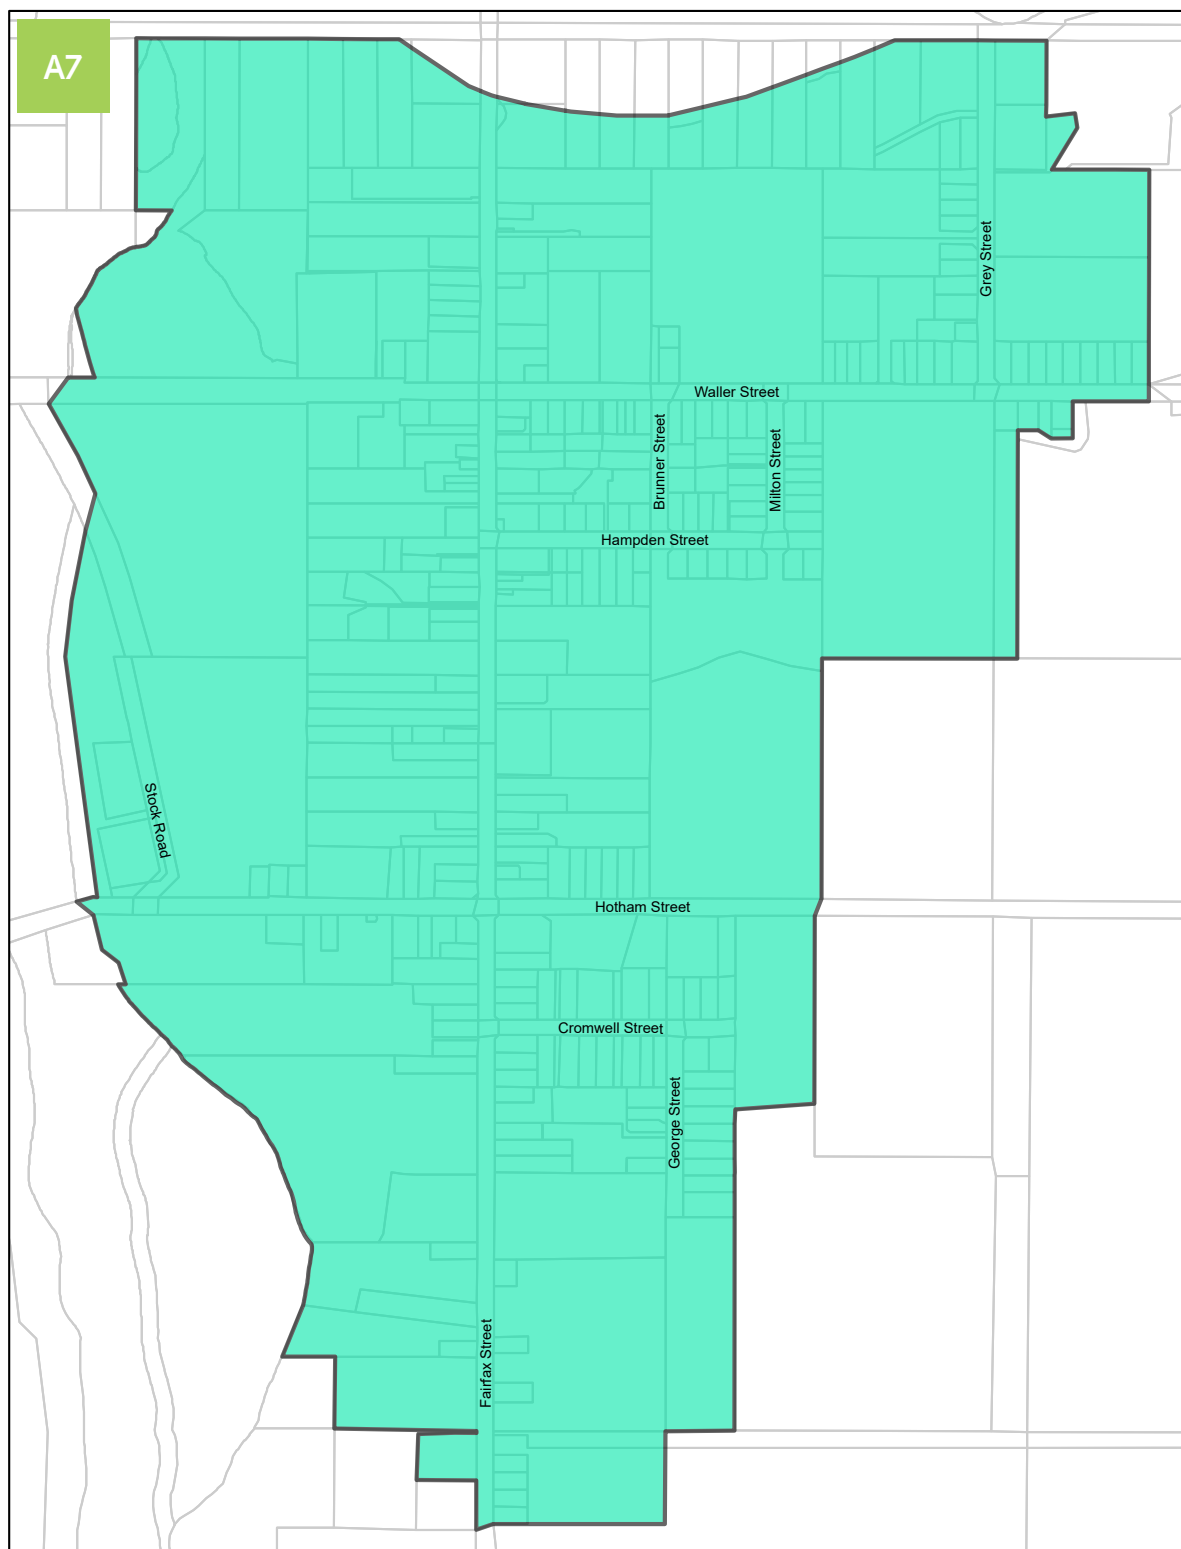 A7
Grey Street
Waller Street
Brunner Street
Milton Street
Hampden Street
Stock Road
Hotham Street
Cromwell Street
George Street
Fairfax Street